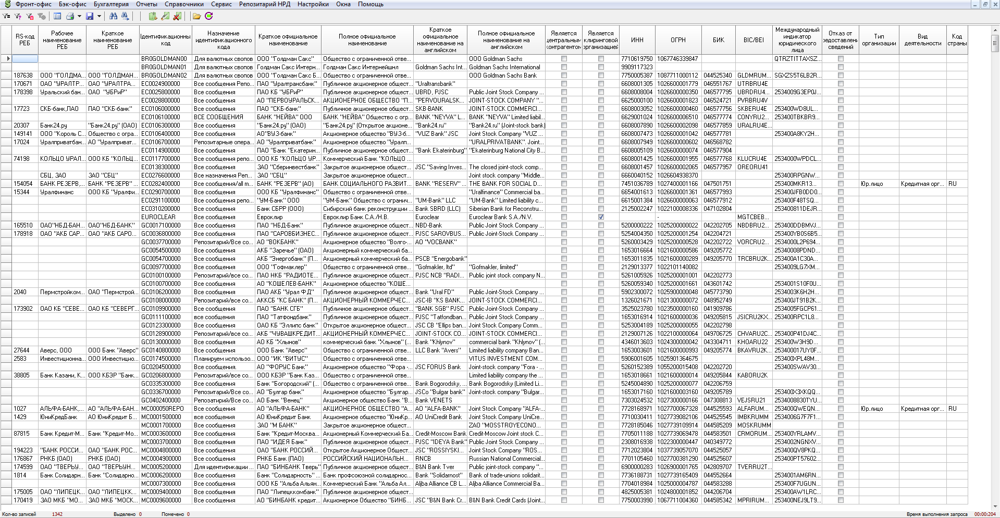 Фронт-офис Бэк-офис Бухгалтерия Отчеты Справочники Сервис Репозитарий НРД Настройки Окна Помощь
RS-код РЕБ Рабочее наименование РЕБ Краткое наименование РЕБ Идентификационны код Назначение идентификационного кода Краткое официальное наименование Полное официальное наименование Краткое официальное наименование на английском Полное официальное наименование на английском Является центральным контрагентом Является клиринговой организацией ИНН ОГРН БИК BIC/BEI Международный индикатор юридического лица Отказ от предоставлени сведений Тип организации Вид деятельности Код страны
BR0GOLDMAN00 Для валютных свопов ООО "Голдман Сакс" Общество с ограниченной отве... ООО Goldman Sachs 7710619750 1067746339847 QTRZTITTAXSZ...
BR0GOLDMAN01 Для валютных свопов Голдман Сакс Интерн... Голдман Сакс Интернейшнл Goldman Sachs Int... Goldman Sachs International 9909117323
187638 ООО "ГОЛДМА... ООО "ГОЛДМАН... BR0GOLDMAN02 Для валютных свопов ООО "Голдман Сакс Б... Общество с ограниченной отве... ООО Goldman Sachs Bank 7750005387 1087711000112 044525340 GLDMRUM... SGXZS5T6LB2R...
170671 ОАО "УРАЛТР... ОАО "УРАЛТРА... EC0024900000 Все сообщения Репо... ПАО "Уралтрансбанк" Публичное акционерное общест... "Uraltransbank" 6608001305 1026600001779 046551767 UTRBRU4E
178398 Уральский бан... ОАО "УБРиР" EC0025800000 Все сообщения ПАО КБ "УБРиР" Публичное акционерное общест... UBRD, PJSC Public Joint Stock Company ... 6608008004 1026600000350 046577795 UBRDRU4... 2534009G3EP0J...
EC0028800000 Все сообщения АО "ПЕРВОУРАЛЬСК... АКЦИОНЕРНОЕ ОБЩЕСТВО "П... "PERVOURALSK... JOINT-STOCK COMPANY "... 6625000100 1026600001823 046524721 PVRBRU4V
17723 СКБ-банк,ПАО ПАО "СКБ-банк" EC0106000000 Все сообщения ПАО "СКБ-банк" Публичное акционерное общест... SKB-BANK JOINT-STOCK COMMERCI... 6608003052 1026600000460 046577756 SKBERU4E 253400WD8UL...
EC0106100000 ВСЕ СООБЩЕНИЯ БАНК "НЕЙВА" ООО БАНК "НЕЙВА" Общество с огр... BANK "NEYVA" L... BANK "NEYVA" Limited liabil... 6629001024 1026600006510 046577774 CONYRU2... 253400TBKBR9...
20307 Банк24.ру "Банк24.ру" (ОАО) EC0106300000 Все сообщения "Банк24.ру" (ОАО) "Банк24.ру" (Открытое акционе... "Bank24.ru" "Bank24.ru" (Joint-stock bank) 6608007890 1026600002098 046577859 URALRU4E...
149141 ООО "Король С... Общество с огра... EC0106400000 Все сообщения АО"ВУЗ-банк" Акционерное общество "ВУЗ-б... "VUZ Bank" JSC Joint Stock Company "VUZ ... 6608007473 1026600001042 046577781 253400A8KY2H...
17024 Уралприватбан... АО "Уралприват... EC0106700000 Репозитарные опера... АО "Уралприватбанк" Акционерное общество "Уралп... "URALPRIVATBANK". Joint... 6608007949 1026600000602 046568782
EC0114900000 Все сообщения ПАО "Банк "Екатерин... Публичное акционерное общест... "Bank Ekaterinburg" "Ekaterinburg National City B... 6608005109 1026600000074 046577904
74198 КОЛЬЦО УРАЛ... ООО КБ "КОЛЬЦ... EC0117700000 Все сообщения репо... ООО КБ "КОЛЬЦО УР... Коммерческий Банк "КОЛЬЦО ... 6608001425 1026600001955 046577768 KLUCRU4E 2534000WPDCL...
EC0138300000 Все сообщения ЗАО "Сберинвестбанк" Закрытое акционерное общест... JSC "Saving Inves... The closed joint-stock comp... 6608001457 1026600002065 046577957 OREORU41
СБЦ, ЗАО ЗАО "СБЦ" EC0276600000 Все назначения Реп... ЗАО "СБЦ" Закрытое акционерное общест... Joint stock company "Middle... 6660040152 1026604938370 253400RPGNW...
154054 БАНК РЕЗЕРВ,... БАНК "РЕЗЕРВ" ... EC0282400000 Все сообщения/all m... БАНК "РЕЗЕРВ" (АО) БАНК СОЦИАЛЬНОГО РАЗВИТ... BANK "RESERV" ... THE BANK FOR SOCIAL D... 7451036789 1027400001166 047501751 253400MKR13... Юр.лицо Кредитная орг... RU
15344 Уралфинанс ООО КБ "Уралфи... EC0290700000 Все сообщения ООО КБ "Уралфинанс" Общество с ограниченной отве... "Uralfinance" Commercial ba... 6654001613 1026600001361 046577993 253400JFB0DD0...
EC0291100000 Все сообщения репо... "УМ-Банк" ООО "УМ-Банк" Общество с огранич... "UM-Bank" LLC "UM-Bank" Limited liability c... 6615001384 1026600000063 046577912 253400F48TSQ...
EC0310200000 Все сообщения Банк СБРР (ООО) Сибирский банк реконструкции ... Bank SBRD (LLC) Siberian Bank for Reconstru... 2125002247 1022100008336 047102804 253400811DEJR...
EUROCLEAR Все сообщения Евроклир Евроклир Банк С.А./Н.В. Euroclear Euroclear Bank S.A./N.V. - MGTCBEB...
165510 ОАО"НБД-БАН... ОАО"НБД-БАНК" GC0017100000 Все сообщения ПАО "НБД-Банк" Публичное акционерное общест... NBD-Bank Public Joint Stock Company ... 5200000222 1025200000022 042202705 NBDBRU2... 253400DDBMVJ...
178918 ОАО "АКБ САР... ОАО "АКБ САРО... GC0036800000 Все сообщения ПАО "САРОВБИЗНЕС... Публичное акционерное общест... PJSC SAROVBUS... Public Joint Stock Company ... 5254004350 1025200001254 042204721 253400YB0S6B5...
GC0037700000 Репозитарий/Все со... АО "ВОКБАНК" Акционерное общество "Волго-... АО "VOCBANK" 5260003429 1025200000528 042202722 VORCRU2... 2534000L2P694...
GC0054500000 Все сообщения АКБ "Заречье" (ОАО) Акционерный коммерческий ба... 1653016664 1021600000586 049205772 25340008PDND...
GC0054700000 Все сообщения АКБ "Энергобанк" (П... Акционерный коммерческий ба... PSCB "Energobank" 1653011835 1021600000289 049205770 TRCBRU2K... 253400A1C30A...
GC0097700000 Все сообщения ООО "Гофмаклер" Общество с ограниченной отве... "Gofmakler, ltd" "Gofmakler, limited" 2129013377 1022101140082 2534009LG7XM...
GC0100100000 Репозитарий/все со... ПАО НКБ "РАДИОТЕ... Публичное акционерное общест... PJSC NCB "RADI... Public joint stock company N... 5261005926 1025200001001 042202773
GC0100700000 Все сообщения АО "КОШЕЛЕВ-БАНК" Акционерное общество "КОШЕ... 5260059340 1025200001661 043601742 2534001S10F0U...
2040 Пермстройком... ОАО "Пермстрой... GC0106200000 Все сообщения ПАО АКБ "Урал ФД" Публичное акционерное общест... Bank "Ural FD" Public Joint-Stock Company ... 5902300072 1025900000048 045773790 2534003K6H2H...
GC0108000000 Репозитарий/все со... АККСБ "КС БАНК" (П... АКЦИОНЕРНЫЙ КОММЕРЧЕС... JSC-IB "KS BANK... JOINT-STOCK COMMERCI... 1326021671 1021300000072 048952749 253400JT91B2K...
173902 ОАО КБ "СЕВЕ... ОАО КБ "СЕВЕРГ... GC0109900000 Все сообщения ПАО "БАНК СГБ" Публичное акционерное общест... "BANK SGB" PJSC Public Joint-Stock Company ... 3525023780 1023500000160 041909786 2534005FGCP61...
GC0111100000 все сообщения ПАО "Татфондбанк" Публичное акционерное общест... PJSC "Tatfondban... Public Joint-Stock Company ... 1653016914 1021600000036 049205815 JSICRU2KX... 253400RPC1L8...
GC0123300000 Все сообщения ОАО КБ "Эллипс банк" Открытое акционерное общест... JSC CB "Ellips ban... Joint Stock Company Comm... 5253004189 1025200000055 042202798
GC0128900000 Репозитарий/все со... АКБ "ЧУВАШКРЕДИТ... АКЦИОНЕРНЫЙ КОММЕРЧЕС... JOINT-STOCK CO... JOINT-STOCK COMMERCI... 2129007126 1022100000064 049706725 CHVARU2C... 253400P41DJ4C...
GC0130000000 Все сообщения АО КБ "Хлынов" коммерческий банк "Хлынов" (... Bank "Khlynov" commercial bank "Khlynov" (... 4346013603 1024300000042 043304711 KHOARU22 253400W3H9D...
27644 Аверс, ООО ООО Банк "Аверс" GC0140800000 Все сообщения ООО Банк "Аверс" Общество с ограниченной отве... LLC Bank "Avers" Limited liability company Ban... 1653003601 1021600000993 049205774 BKAVRU2K... 25340017UY0F...
2583 Инвестиционна... ООО Инвестицио... GC0174500000 Планируем использо... ООО "ИК "ВИТУС" Общество с ограниченной отве... VITUS INVESTMENT COM... 5906001605 1025901364675 253400XPL48M...
GC0204500000 Все сообщения. АО "ФОРУС Банк" Акционерное общество "Фора -... JSC FORUS Bank Joint-stock company "Fora - ... 5260152389 1055200015408 042202720 253400SWAV30...
38805 Банк Казани, К... ООО КБЭР "Банк... GC0206800000 Репозитарий/все со... ООО КБЭР "Банк Каз... Общество с ограниченной отве... Limited liability company the ... 1653018661 1021600000014 049205844 KABORU2K
GC0335300000 Все сообщения Банк "Богородский" (... Общество с ограниченной отве... Bank Bogorodsky, ... Bank Bogorodsky (Limited Li... 5245004890 1025200000077 042206759
GC0336700000 Репозитарий/Все со... АО "Булгар банк" Акционерное общество "Булгар... JSCo "Bulgar bank" Joint-stock company "Bulgar... 1653017160 1021600003160 049205789 253400X3XKQQ...
GC0402400000 Репозатирий/Все со... АО Банк "Венец" Акционерное общество Банк "В... Bank VENETS 7303024532 1027300000166 047308813 VEJSRU21 2534008830TYU...
1027 АЛЬФА-БАНК,... АО "АЛЬФА-БАН... MC000050REPO Все сообщения АО "АЛЬФА-БАНК" АКЦИОНЕРНОЕ ОБЩЕСТВО "А... АО "ALFA-BANK" Joint Stock Company "ALFA-... 7728168971 1027700067328 044525593 ALFARUM... 253400QWEQN... Юр.лицо Кредитная орг... RU
1429 ЮниКредБанк АО ЮниКредит Б... MC0001500000 все сообщения АО ЮниКредит Банк Акционерное общество "ЮниКр... АО UniCredit Bank Joint Stock Company UniCre... 7710030411 1027739082106 044525545 IMBKRUMM 2534006G7F7F1...
MC0001700000 Все сообщения ЗАО "М БАНК" Закрытое акционерное общест... ZAO "MOSSTROYECONO... 7728185046 1027739109914 044585209 MOSKRUMM
87815 Банк Кредит-М... Банк "Кредит-Мо... MC0003600000 Все сообщения Банк "Кредит-Москва... Акционерный Коммерческий Ба... Credit-Moscow Bank Credit-Moscow Joint stock C... 7705011188 1027739069478 044583501 CRMORUM... 253400YRLAMV...
MC0003700000 Все сообщения ПАО "ИДЕЯ Банк" Публичное акционерное общест... PJSC "IDEYA Bank" Public Joint Stock Company ... 2308016938 1022300000447 040349772 2534002NGNXV...
194223 "БАНК РОССИ... ОАО "БАНК РОС... MC0004800000 Все сообщения ОАО "БАНК РОССИЙ... Открытое Акционерное Общест... JSC "ROSSIYSKI... Joint Stock Company "ROS... 7712023804 1037739057070 044525057 253400QV8PKQ...
176867 РНКБ (ОАО) РНКБ (ОАО) MC0004900000 Все сообщения РНКБ Банк (ПАО) РОССИЙСКИЙ НАЦИОНАЛЬН... RNCB Russian National Commercial... 7701105460 1027700381290 044525607 253400PT57602...
174599 ОАО "ТВЕРЬУ... ОАО "ТВЕРЬУН... MC0005200000 Для идентификации ... ПАО "БИНБАНК Тверь" Публичное акционерное общест... B&N Bank Tver Public joint-stock company "... 6900000283 1026900001765 042809707 TVERRU2T...
1814 Банк Солидарн... Банк "Солидарно... MC0006200000 Все сообщения Банк "Солидарность" ... Банк профсоюзной солидарнос... Bank "Solidarnost" Bank of trade-unions solidarit... 7736188731 1027739165409 044552664 2534001AM6RN...
MC0007300000 Все сообщения ООО КБ "Альба Альян... Коммерческий Банк "Альба Ал... Aljba Alliance CB L... Aljba Alliance Commercial Ba... 7704018984 1025000004787 044583288 253400F7UGUN...
175005 ОАО "ЛИПЕЦК... ОАО "ЛИПЕЦКК... MC0009400000 Все сообщения ПАО "Липецккомбанк" Публичное акционерное общест... 4825005381 1024800001852 044206704 253400AW1LRC...
170419 ЗАО МКБ "МО... ЗАО МКБ "МОСК... MC0009600000 Все сообщения АО "БИНБАНК кредит... Акционерное Общество "БИНБ... JSC "B&N Bank Cr... B&N Bank Credit Cards (Joint... 7750003990 1067711004360 044585342 MPRIRUM... 253400NEJ9LT9...
Кол-во записей 1342 Выделено 0 Помечено 0 Время выполнения запроса 00:00:204